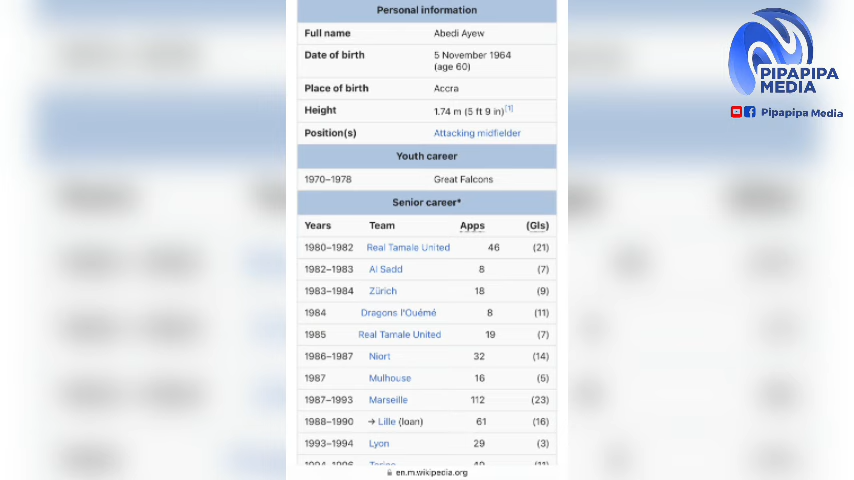 Personal information
Full name Abedi Ayew
Date of birth 5 November 1964
(age 60)
Place of birth Accra
Height 1.74 m (5 ft 9 in)[1]
Position(s) Attacking midfielder
Youth career
1970–1978 Great Falcons
Senior career*
Years Team Apps (Gls)
1980–1982 Real Tamale United 46 (21)
1982–1983 Al Sadd 8 (7)
1983–1984 Zürich 18 (9)
1984 Dragons l'Ouémé 8 (11)
1985 Real Tamale United 19 (7)
1986–1987 Niort 32 (14)
1987 Mulhouse 16 (5)
1987–1993 Marseille 112 (23)
1988–1990 → Lille (loan) 61 (16)
1993–1994 Lyon 29 (3)
en.m.wikipedia.org
PIPAPIPA
MEDIA
Pipapipa Media